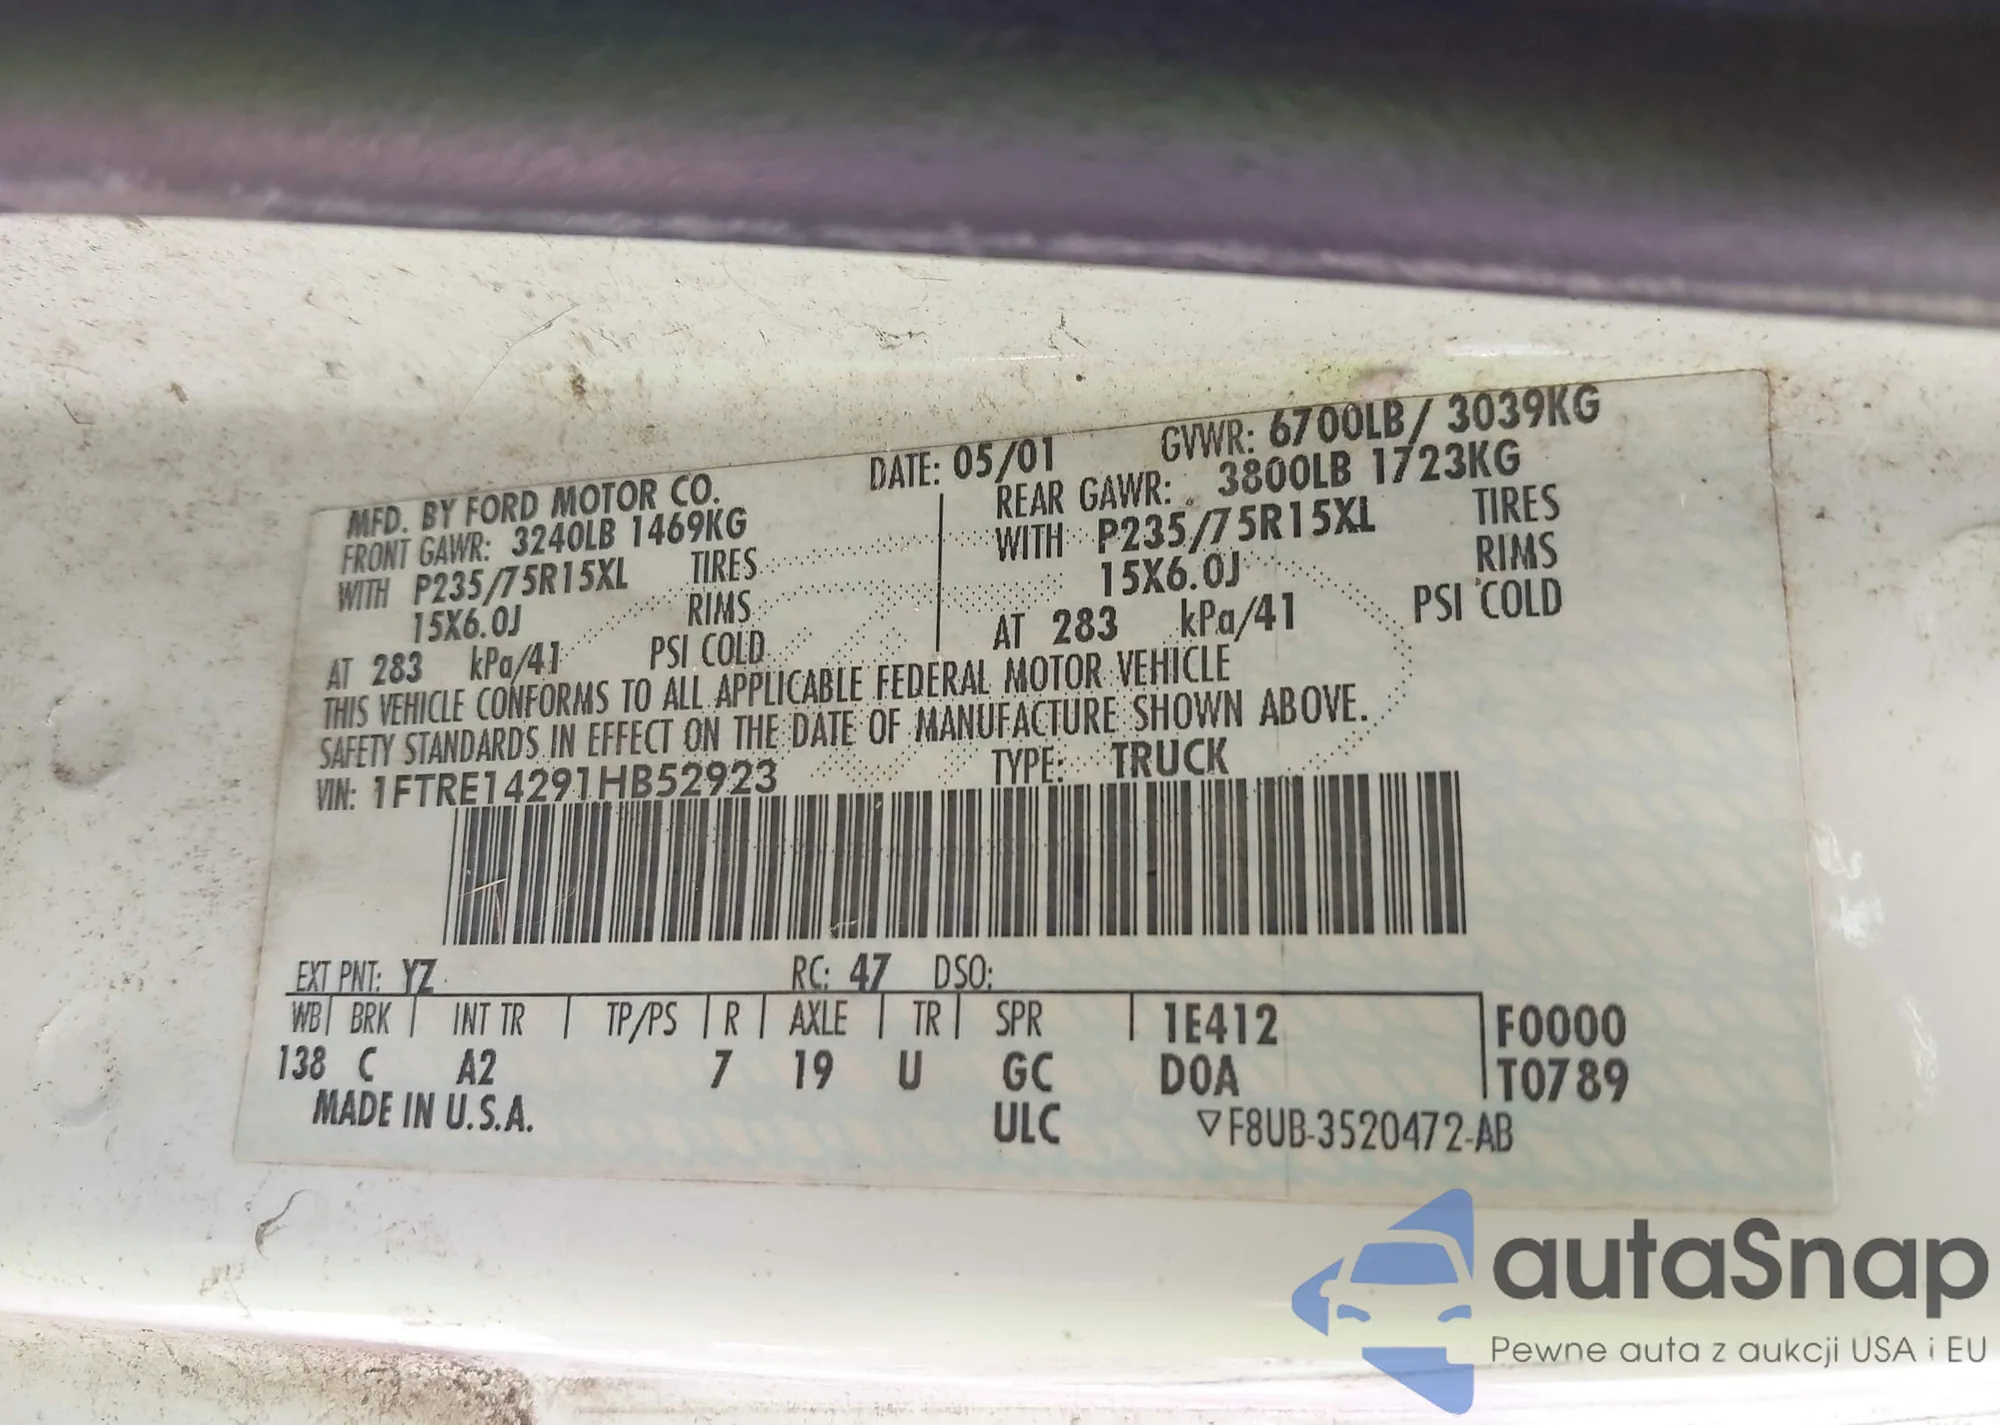 MFD. BY FORD MOTOR CO.
DATE: 05/01
GVWR: 6700LB / 3039KG
FRONT GAWR: 3240LB 1469KG
WITH P235/75R15XL TIRES
15X6.0J RIMS
AT 283 kPa/41 PSI COLD
REAR GAWR: 3800LB 1723KG
WITH P235/75R15XL TIRES
15X6.0J RIMS
AT 283 kPa/41 PSI COLD
THIS VEHICLE CONFORMS TO ALL APPLICABLE FEDERAL MOTOR VEHICLE
SAFETY STANDARDS IN EFFECT ON THE DATE OF MANUFACTURE SHOWN ABOVE.
VIN: 1FTRE14291HB52923 TYPE: TRUCK
EXT PNT: YZ RC: 47 DSO:
WB BRK INT TR TP/PS R AXLE TR SPR 1E412 F0000
138 C A2 7 19 U GC D0A T0789
MADE IN U.S.A. ULC ▽F8UB-3520472-AB
autaSnap
Pewne auta z aukcji USA i EU